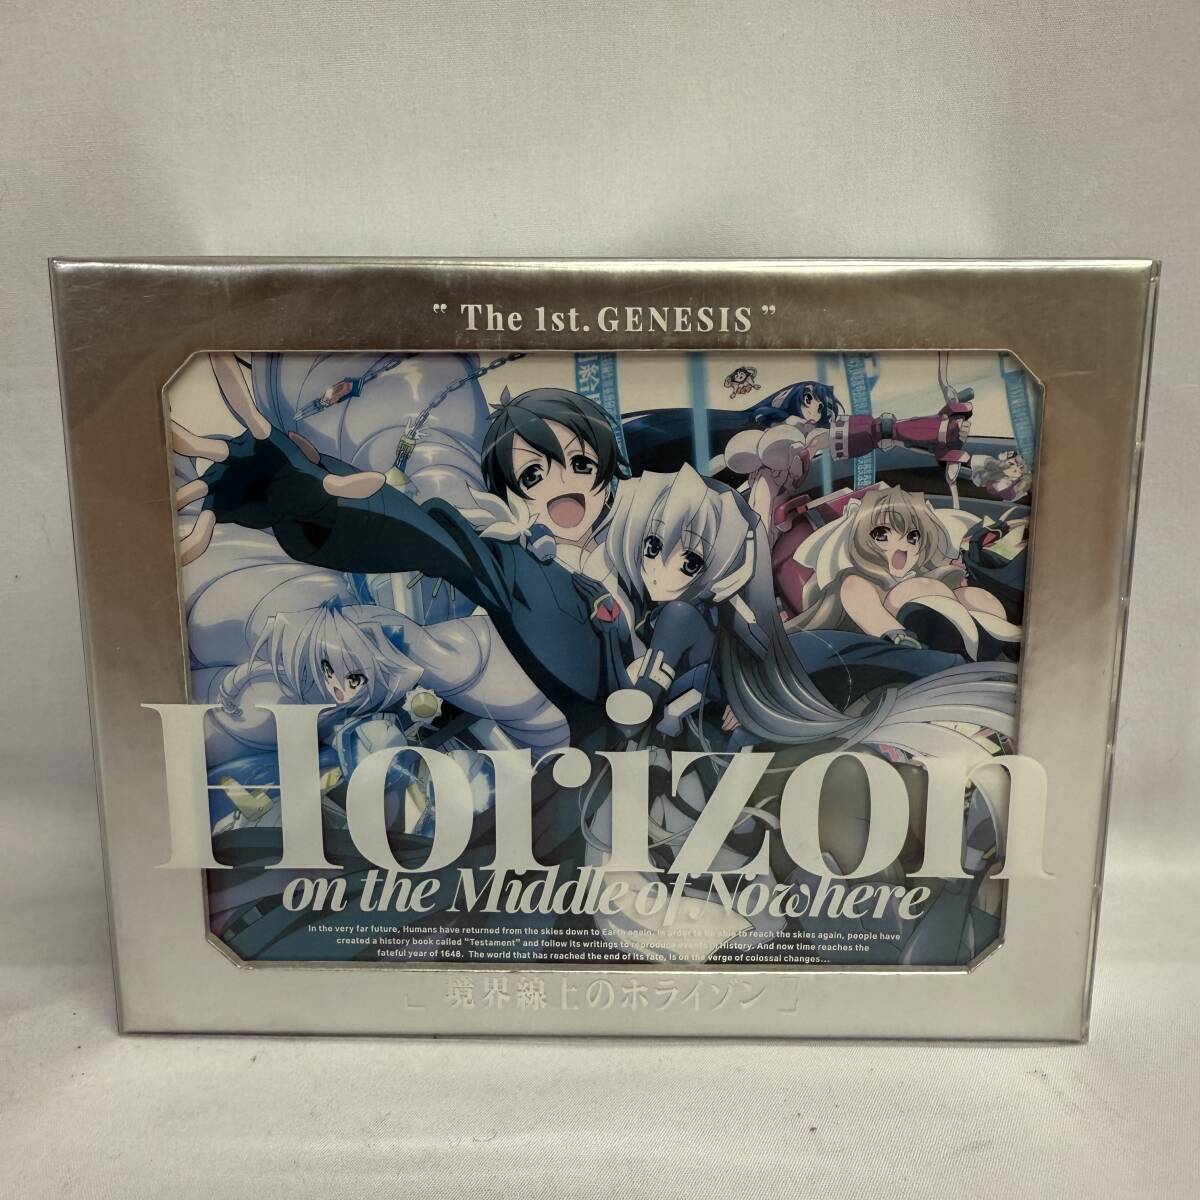 “ The 1st. GENESIS ”
Horizon
on the Middle of Nowhere
In the very far future, Humans have returned from the skies down to Earth again. In order to be able to reach the skies again, people have
created a history book called "Testament" and follow its writings to reproduce events in History. And now time reaches the
fateful year of 1648. The world that has reached the end of its fate, is on the verge of colossal changes...
[境界線上のホライゾン]